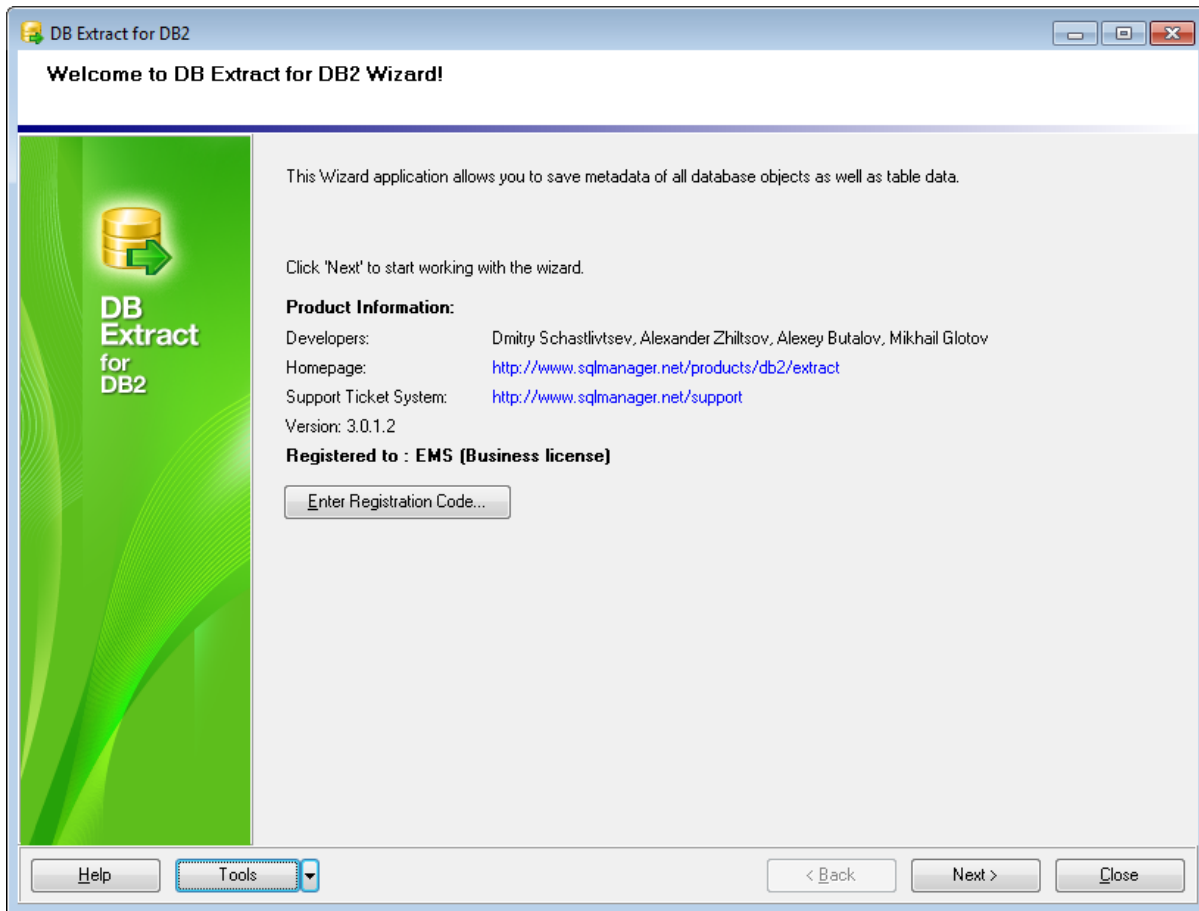 DB Extract for DB2
Welcome to DB Extract for DB2 Wizard!
This Wizard application allows you to save metadata of all database objects as well as table data.
Click 'Next' to start working with the wizard.
DB
Extract
for
DB2
Product Information:
Developers: Dmitry Schastlivtsev, Alexander Zhiltsov, Alexey Butalov, Mikhail Glotov
Homepage: http://www.sqlmanager.net/products/db2/extract
Support Ticket System: http://www.sqlmanager.net/support
Version: 3.0.1.2
Registered to : EMS (Business license)
Enter Registration Code...
Help Tools < Back Next > Close